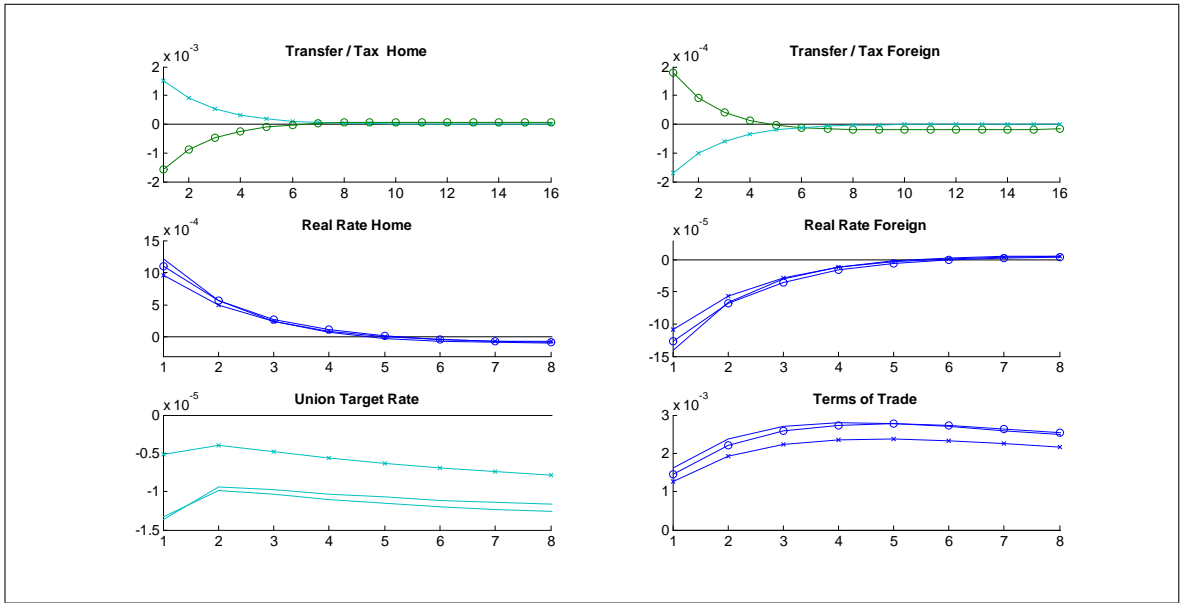 Transfer / Tax Home
x 10^-3
2
1
0
-1
-2
2 4 6 8 10 12 14 16
Transfer / Tax Foreign
x 10^-4
2
1
0
-1
-2
2 4 6 8 10 12 14 16
Real Rate Home
x 10^-4
15
10
5
0
1 2 3 4 5 6 7 8
Real Rate Foreign
x 10^-5
0
-5
-10
-15
1 2 3 4 5 6 7 8
Union Target Rate
x 10^-5
0
-0.5
-1
-1.5
1 2 3 4 5 6 7 8
Terms of Trade
x 10^-3
3
2
1
0
1 2 3 4 5 6 7 8